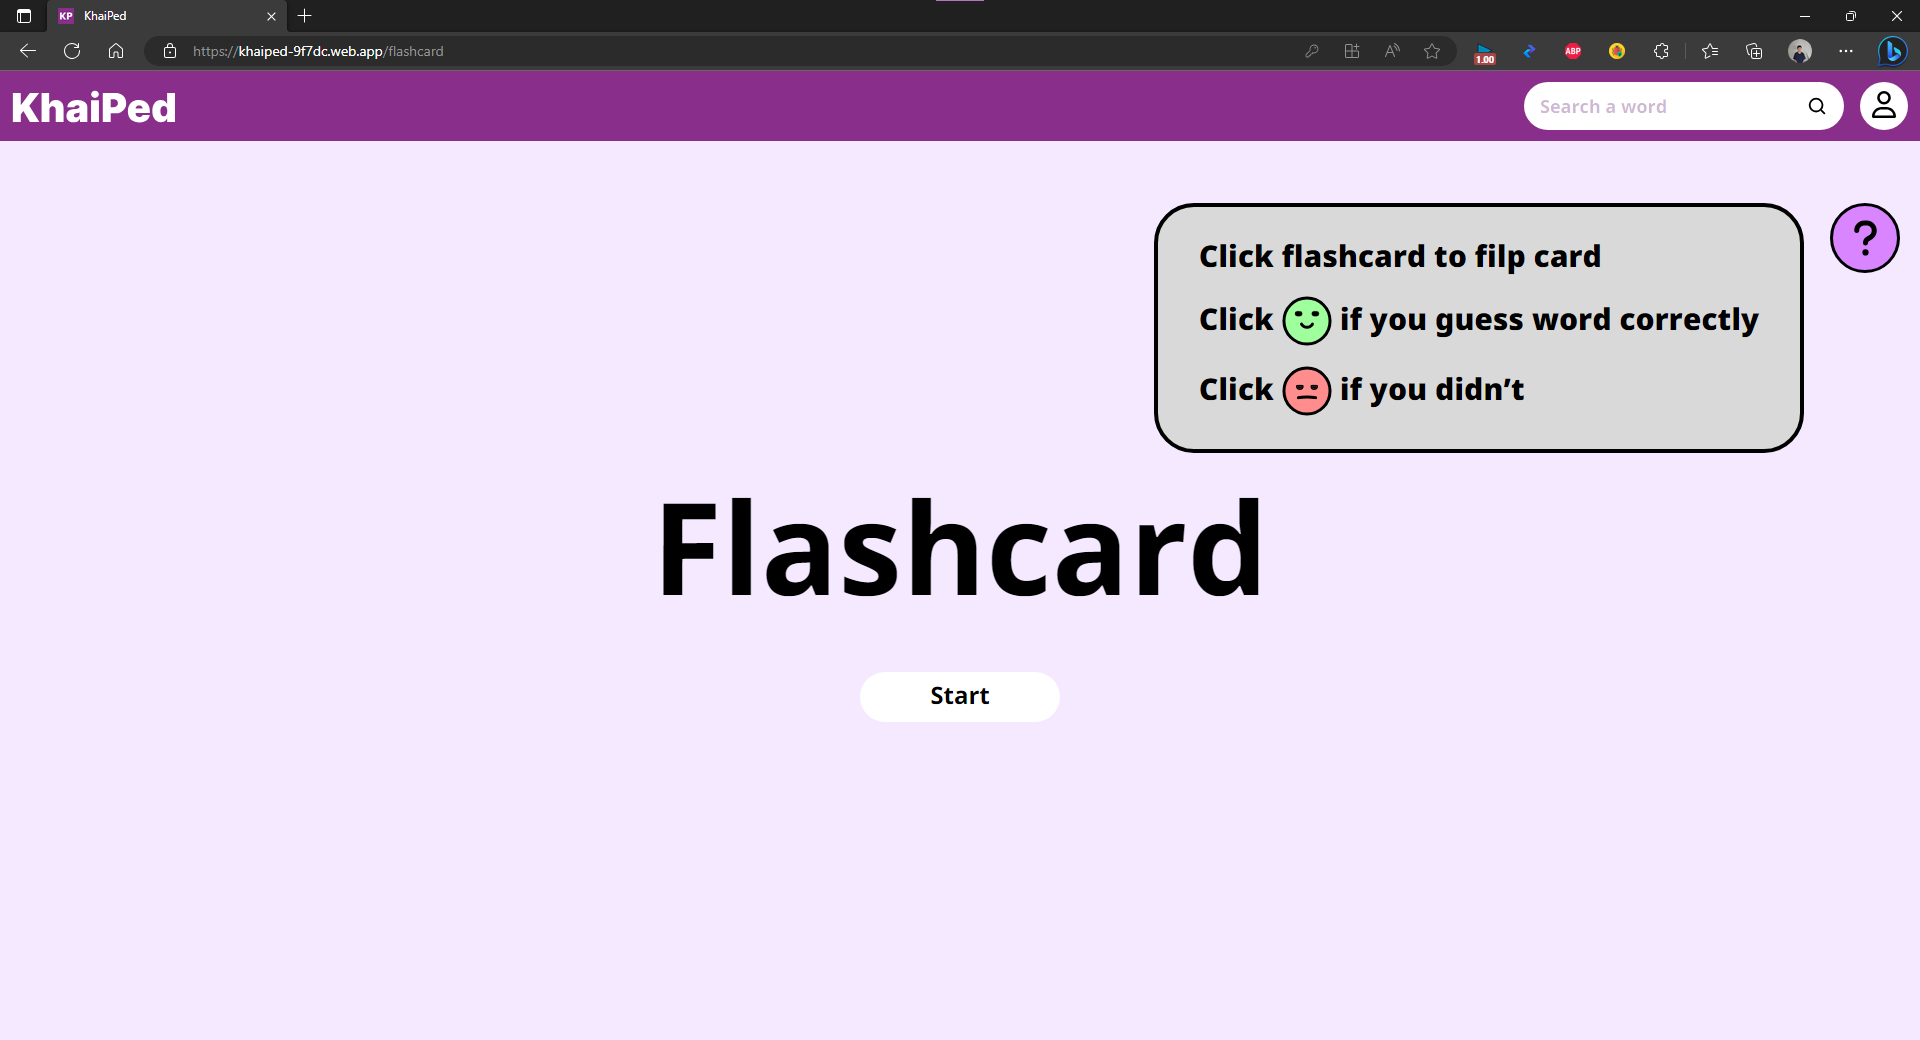 KP KhaiPed
https://khaiped-9f7dc.web.app/flashcard
1.00
ABP
KhaiPed
Search a word
?
Click flashcard to filp card
Click if you guess word correctly
Click if you didn’t
Flashcard
Start